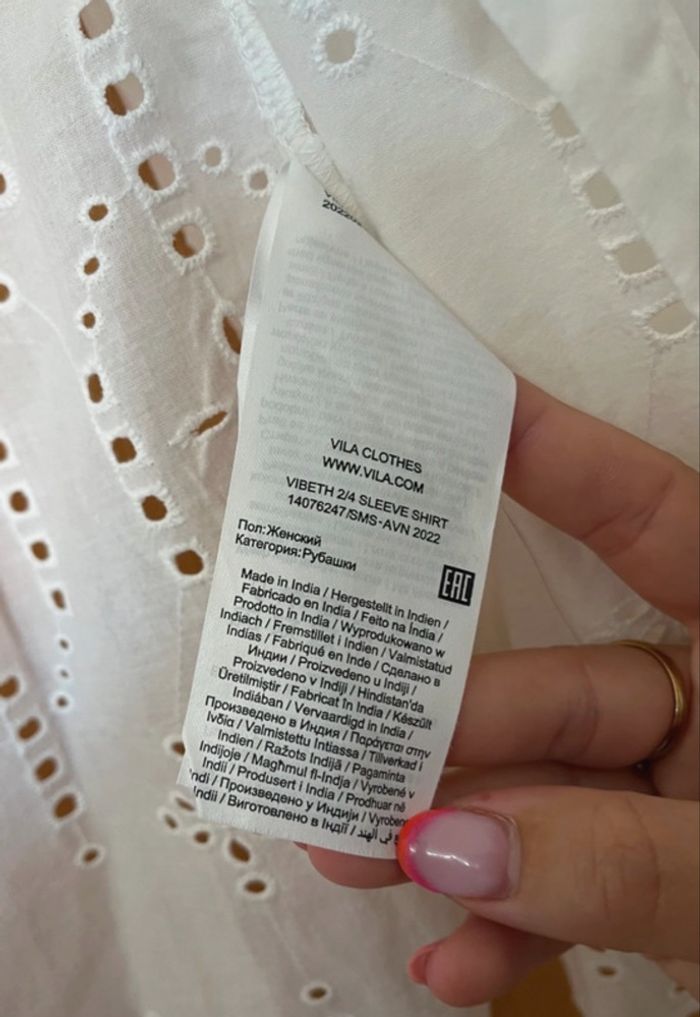 VILA CLOTHES
WWW.VILA.COM
VIBETH 2/4 SLEEVE SHIRT
14076247/SMS-AVN 2022
Пол:Женский
Категория:Рубашки
EAC
Made in India / Hergestellt in Indien /
Fabricado en India / Feito na Índia /
Prodotto in India / Wyprodukowano w
Indiach / Fremstillet i Indien / Valmistatud
Indias / Fabriqué en Inde / Сделано в
Индии / Proizvedeno u Indiji /
Proizvedeno v Indiji / Hindistan'da
Üretilmiştir / Fabricat în India / Készült
Indiában / Vervaardigd in India /
Произведено в Индия / Παράγεται στην
Ινδία / Valmistettu Intiassa / Tillverkad i
Indien / Ražots Indijā / Pagaminta
Indijoje / Magħmul fl-Indja / Vyrobené v
Indii / Produsert i India / Prodhuar në
Indi / Произведено у Индији / Vyrobeno
Indii / Виготовлено в Індії / في الهند